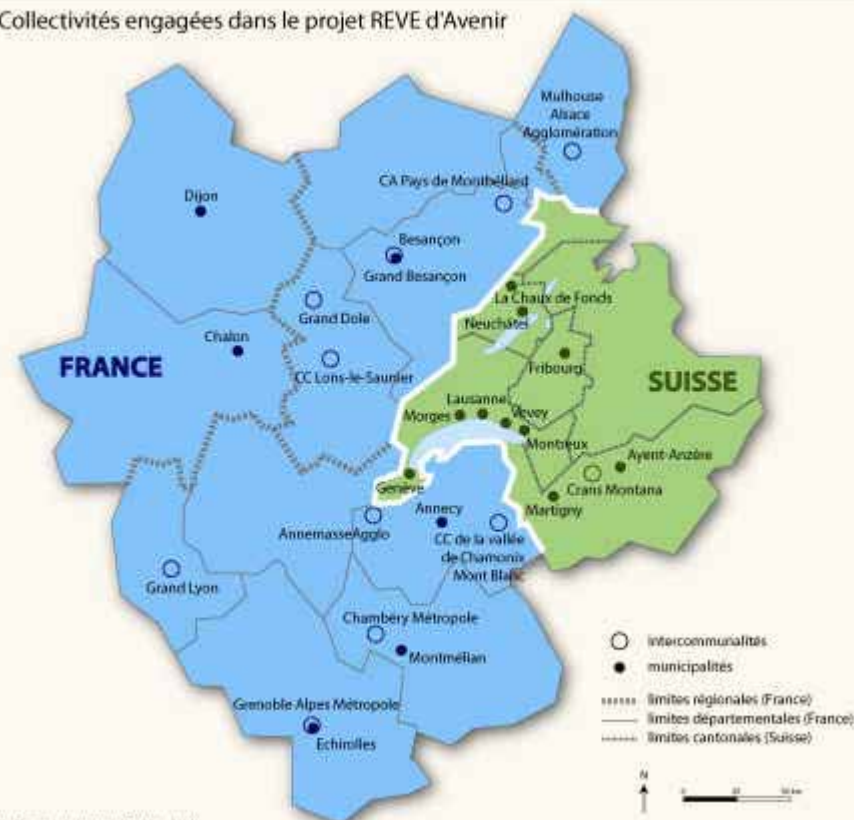 Collectivités engagées dans le projet REVE d'Avenir
Mulhouse
Alsace
Agglomération
CA Pays de Montbéliard
Dijon
Besançon
Grand Besançon
La Chaux de Fonds
Grand Dole
Neuchâtel
Chalon
FRANCE
CC Lons-le-Saunier
Fribourg
SUISSE
Lausanne
Morges
Vevey
Montreux
Ayent-Anzère
Crans Montana
Genève
Martigny
Annecy
AnnemasseAgglo
CC de la vallée
de Chamonix
Mont Blanc
Grand Lyon
Chambéry Métropole
Montmélian
Grenoble Alpes Métropole
Echirolles
intercommunalités
municipalités
limites régionales (France)
limites départementales (France)
limites cantonales (Suisse)
N